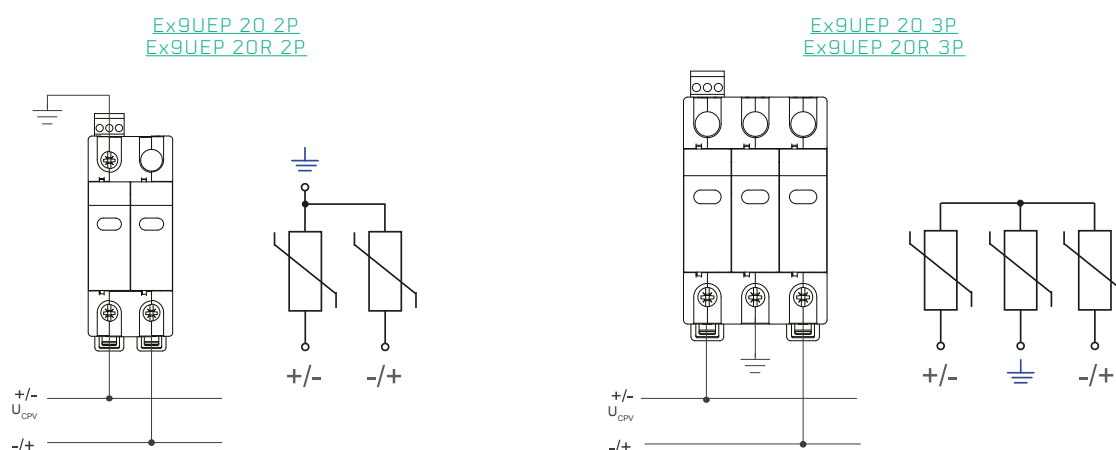 Ex9UEP 20 2P
Ex9UEP 20R 2P
+/-
-/+
+/-
UCPV
-/+
Ex9UEP 20 3P
Ex9UEP 20R 3P
+/-
-/+
+/-
UCPV
-/+